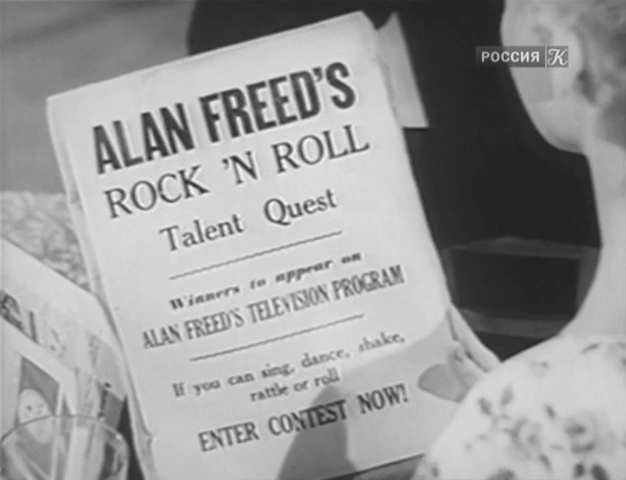 РОССИЯ К
ALAN FREED'S
ROCK 'N ROLL
Talent Quest
Winners to appear on
ALAN FREED'S TELEVISION PROGRAM
If you can sing, dance, shake,
rattle or roll
ENTER CONTEST NOW!